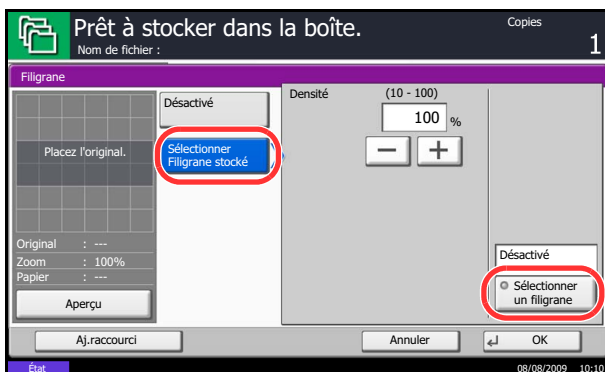 Prêt à stocker dans la boîte.
Nom de fichier :
Copies
1
Filigrane
Placez l'original.
Original : ---
Zoom : 100%
Papier : ---
Aperçu
Désactivé
Sélectionner
Filigrane stocké
Densité
(10 - 100)
100 %
Désactivé
Sélectionner
un filigrane
Aj.raccourci
Annuler
OK
État
08/08/2009 10:10